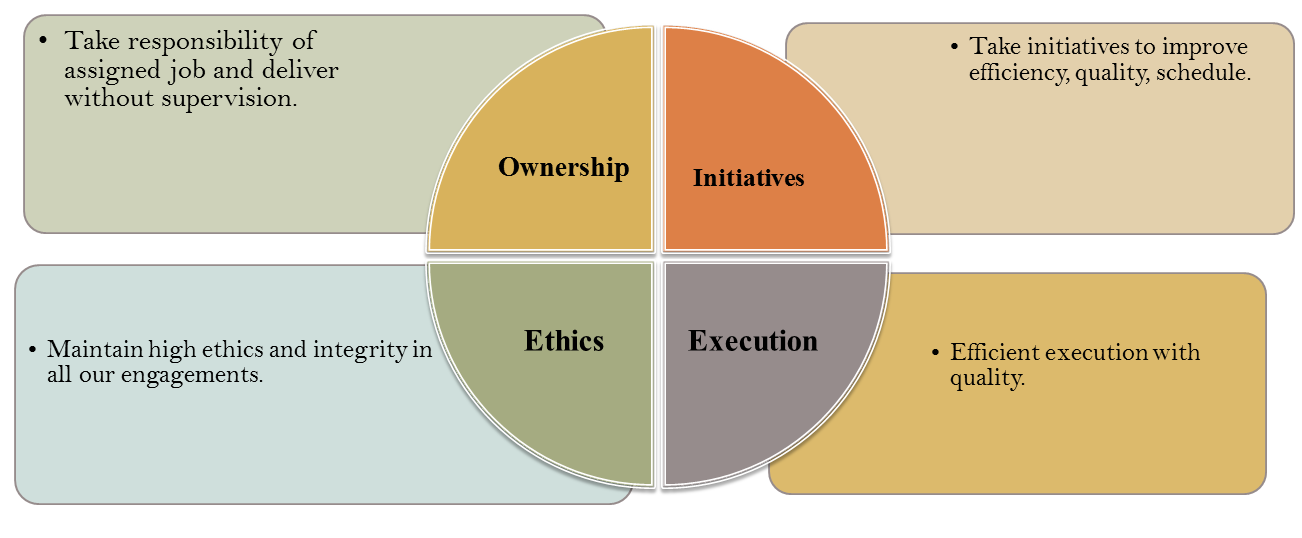 • Take responsibility of
assigned job and deliver
without supervision.
• Take initiatives to improve
efficiency, quality, schedule.
Ownership
Initiatives
Ethics
Execution
• Maintain high ethics and integrity in
all our engagements.
• Efficient execution with
quality.